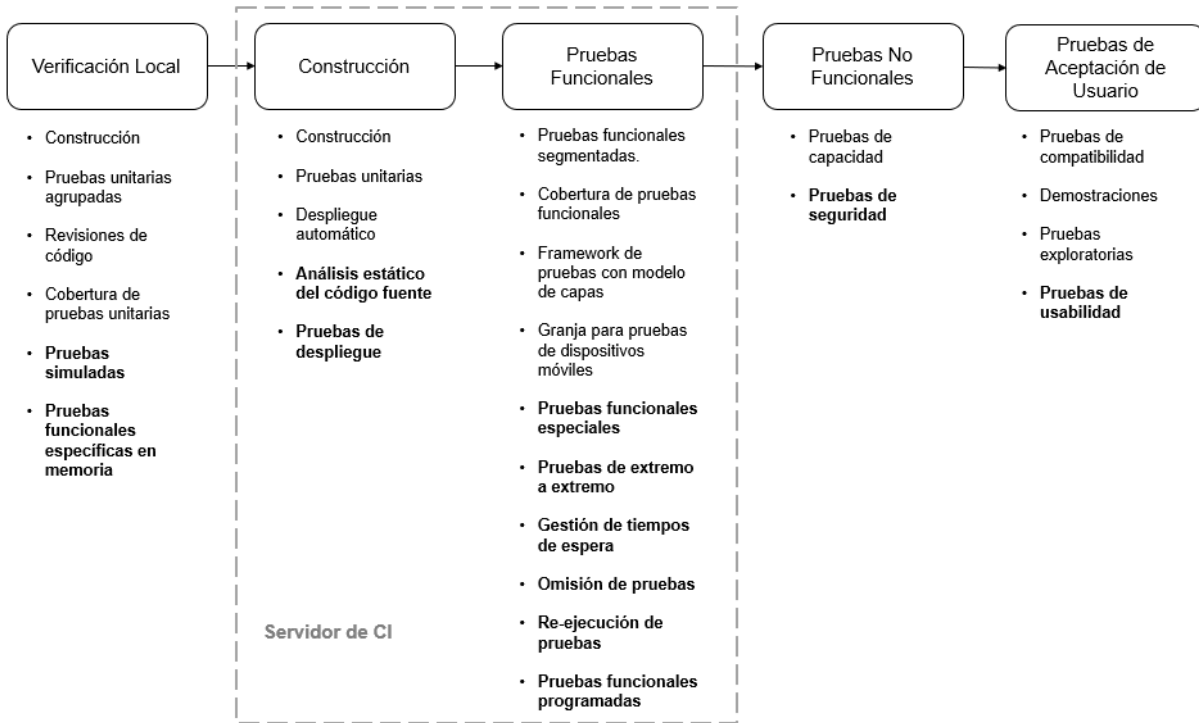 Verificación Local
Construcción
Pruebas
Funcionales
Pruebas No
Funcionales
Pruebas de
Aceptación de
Usuario
• Construcción
• Pruebas unitarias
agrupadas
• Revisiones de
código
• Cobertura de
pruebas unitarias
• Pruebas
simuladas
• Pruebas
funcionales
específicas en
memoria
• Construcción
• Pruebas unitarias
• Despliegue
automático
• Análisis estático
del código fuente
• Pruebas de
despliegue
Servidor de CI
• Pruebas funcionales
segmentadas.
• Cobertura de pruebas
funcionales
• Framework de
pruebas con modelo
de capas
• Granja para pruebas
de dispositivos
móviles
• Pruebas funcionales
especiales
• Pruebas de extremo
a extremo
• Gestión de tiempos
de espera
• Omisión de pruebas
• Re-ejecución de
pruebas
• Pruebas funcionales
programadas
• Pruebas de
capacidad
• Pruebas de
seguridad
• Pruebas de
compatibilidad
• Demostraciones
• Pruebas
exploratorias
• Pruebas de
usabilidad